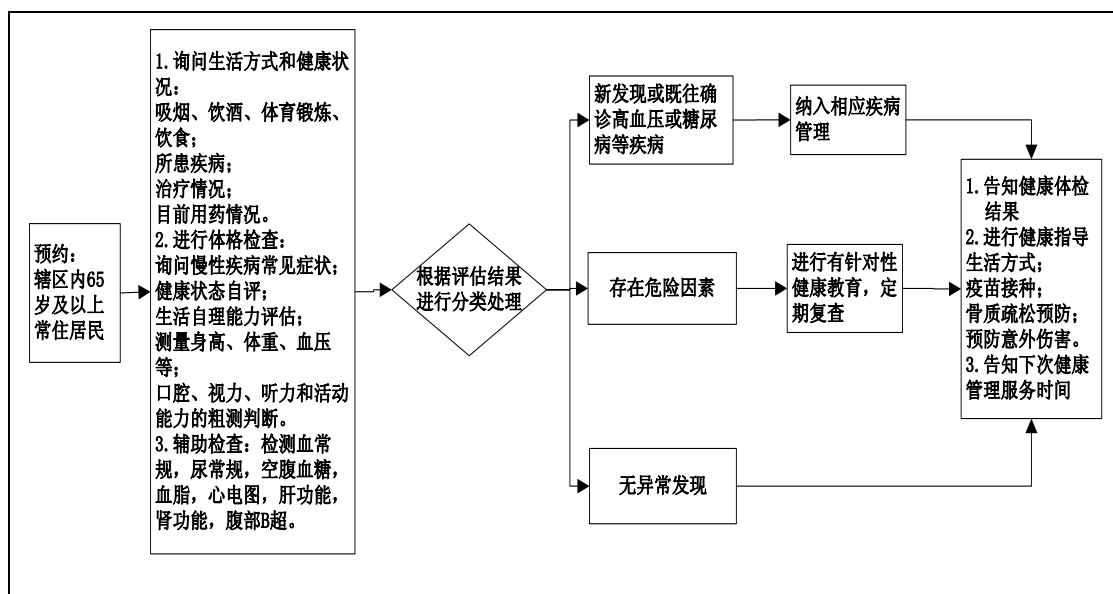 预约：
辖区内65
岁及以上
常住居民
1.询问生活方式和健康状
况：
吸烟、饮酒、体育锻炼、
饮食；
所患疾病；
治疗情况；
目前用药情况。
2.进行体格检查：
询问慢性疾病常见症状；
健康状态自评；
生活自理能力评估；
测量身高、体重、血压
等；
口腔、视力、听力和活动
能力的粗测判断。
3.辅助检查：检测血常
规，尿常规，空腹血糖，
血脂，心电图，肝功能，
肾功能，腹部B超。
根据评估结果
进行分类处理
新发现或既往确
诊高血压或糖尿
病等疾病
纳入相应疾病
管理
存在危险因素
进行有针对性
健康教育，定
期复查
无异常发现
1.告知健康体检
结果
2.进行健康指导
生活方式；
疫苗接种；
骨质疏松预防；
预防意外伤害。
3.告知下次健康
管理服务时间